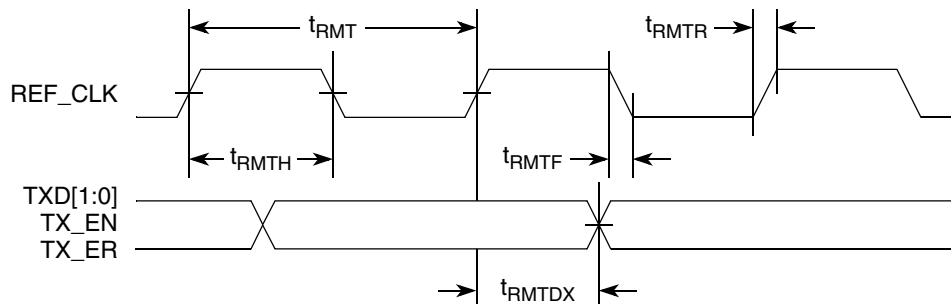 tRMT
tRMTR
REF_CLK
tRMTH
tRMTF
TXD[1:0]
TX_EN
TX_ER
tRMTDX